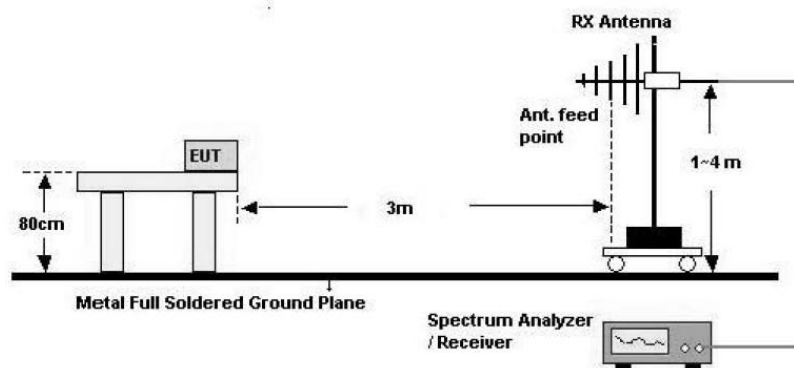 RX Antenna
Ant. feed
point
EUT
1~4 m
3m
80cm
Metal Full Soldered Ground Plane
Spectrum Analyzer
/ Receiver